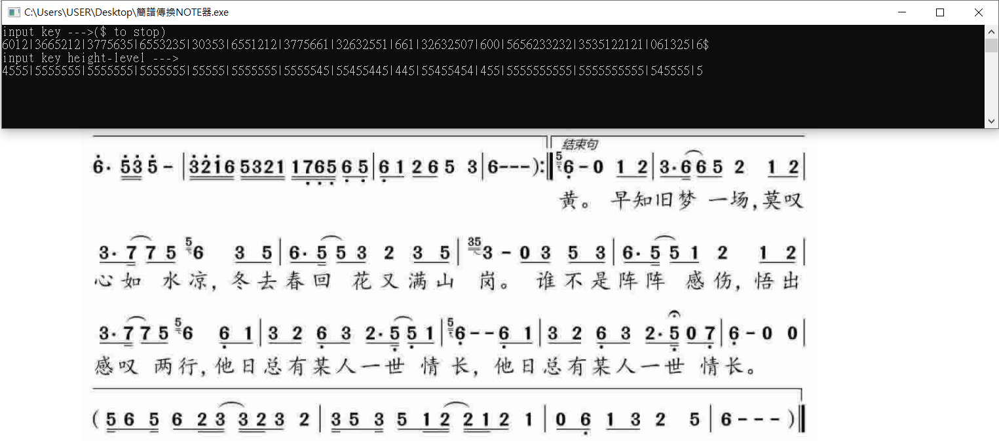 C:\Users\USER\Desktop\簡譜傳換NOTE器.exe
input key --->($ to stop)
6012|3665212|3775635|6553235|30353|6551212|3775661|32632551|661|32632507|600|5656233232|3535122121|061325|6$
input key height-level --->
4555|5555555|5555555|5555555|55555|5555555|5555545|55455445|445|55455454|455|5555555555|5555555555|545555|5
结束句
6· 5 3 5 - | 3 2 1 6 5 3 2 1 1 7 6 5 6 5 | 6 1 2 6 5 3 | 6 - - - ) :‖ 5 6 - 0 1 2 | 3· 6 6 5 2 1 2 |
黄。 早知旧梦 一场,莫叹
3· 7 7 5 5 6 3 5 | 6· 5 5 3 2 3 5 | 35 3 - 0 3 5 3 | 6· 5 5 1 2 1 2 |
心如 水凉,冬去春回 花又满山 岗。 谁不是阵阵 感伤,悟出
3· 7 7 5 5 6 6 1 | 3 2 6 3 2· 5 5 1 | 5 6 - - 6 1 | 3 2 6 3 2· 5 0 7 | 6 - 0 0 |
感叹 两行,他日总有某人一世 情长,他日总有某人一世 情长。
( 5 6 5 6 2 3 3 2 3 2 | 3 5 3 5 1 2 2 1 2 1 | 0 6 1 3 2 5 | 6 - - - ) ‖